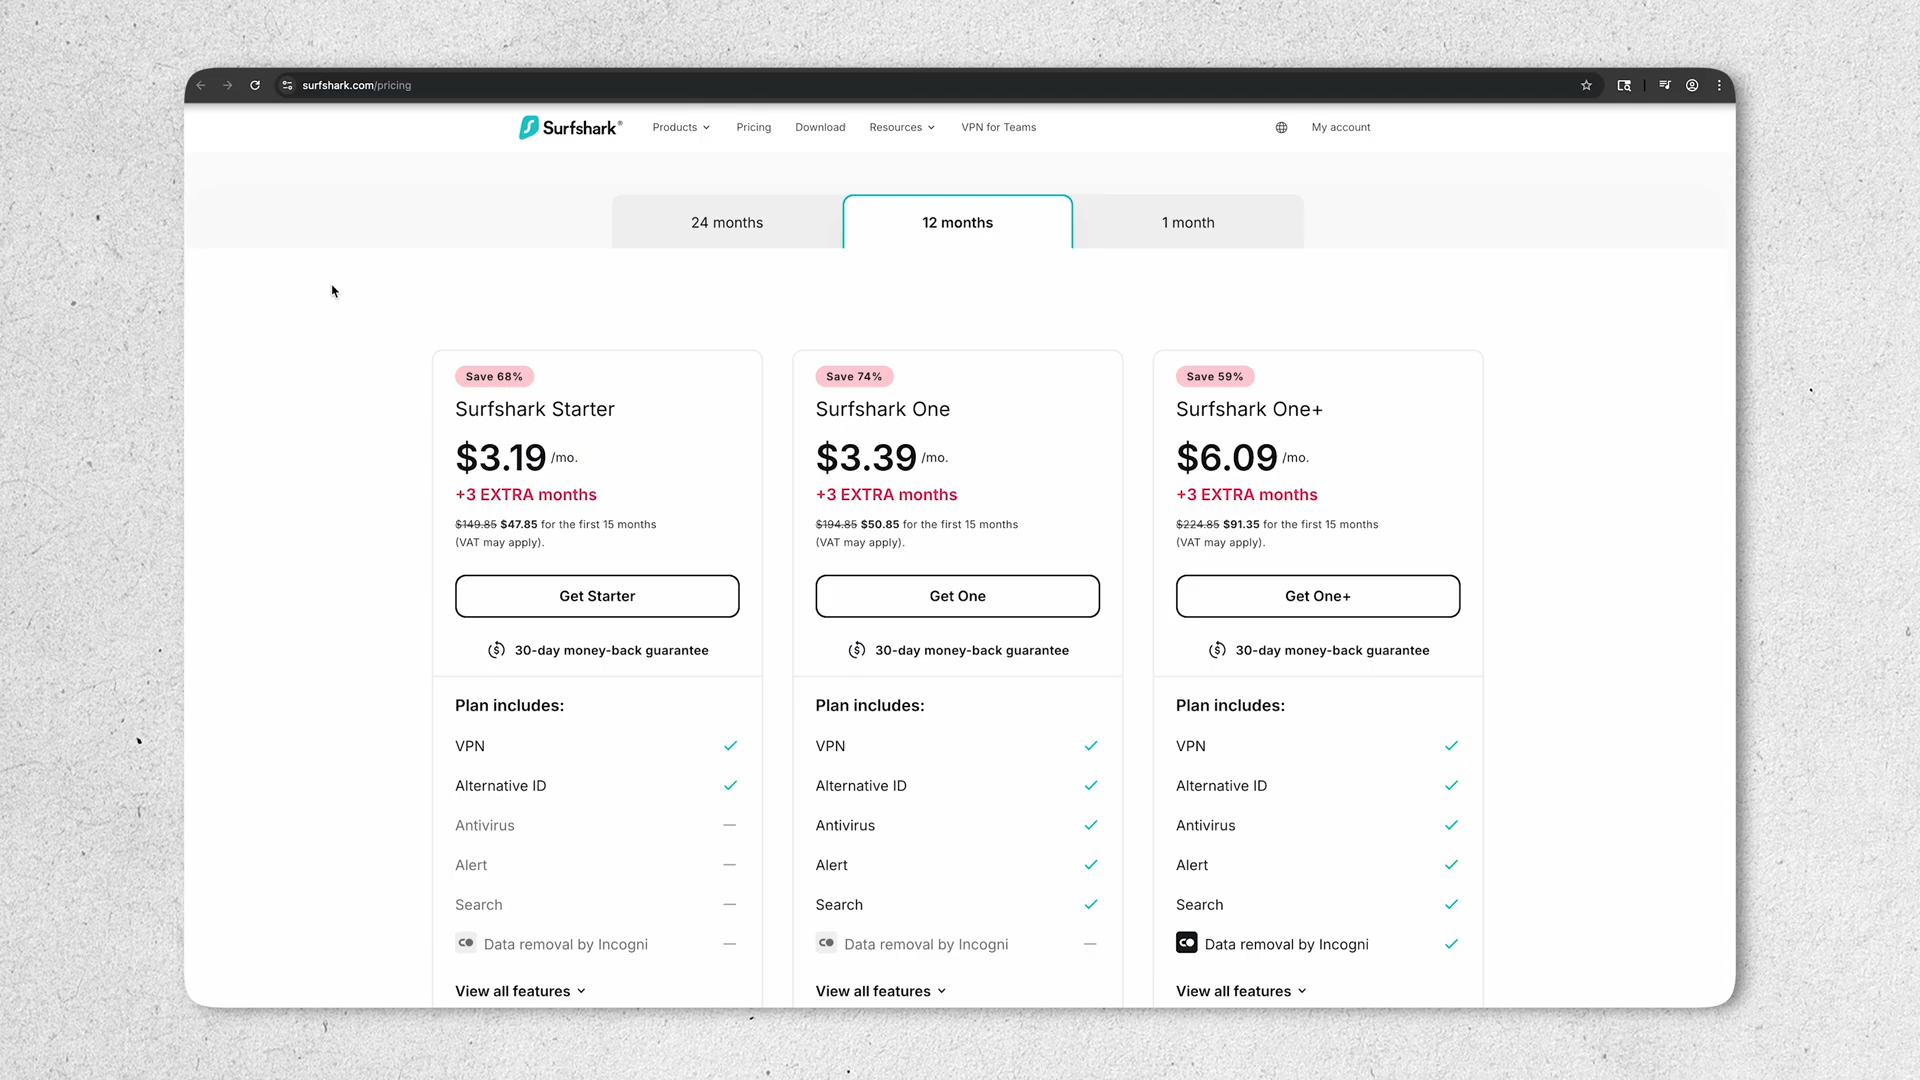 surfshark.com/pricing
Surfshark®
Products
Pricing
Download
Resources
VPN for Teams
My account
24 months
12 months
1 month
Save 68%
Surfshark Starter
$3.19 /mo.
+3 EXTRA months
$149.85 $47.85 for the first 15 months
(VAT may apply).
Get Starter
30-day money-back guarantee
Plan includes:
VPN
Alternative ID
Antivirus
Alert
Search
Data removal by Incogni
View all features
Save 74%
Surfshark One
$3.39 /mo.
+3 EXTRA months
$194.85 $50.85 for the first 15 months
(VAT may apply).
Get One
30-day money-back guarantee
Plan includes:
VPN
Alternative ID
Antivirus
Alert
Search
Data removal by Incogni
View all features
Save 59%
Surfshark One+
$6.09 /mo.
+3 EXTRA months
$224.85 $91.35 for the first 15 months
(VAT may apply).
Get One+
30-day money-back guarantee
Plan includes:
VPN
Alternative ID
Antivirus
Alert
Search
Data removal by Incogni
View all features